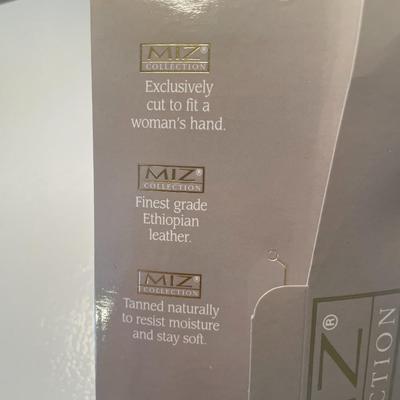 MIZ®
COLLECTION
Exclusively
cut to fit a
woman's hand.
MIZ®
COLLECTION
Finest grade
Ethiopian
leather.
MIZ®
COLLECTION
Tanned naturally
to resist moisture
and stay soft.